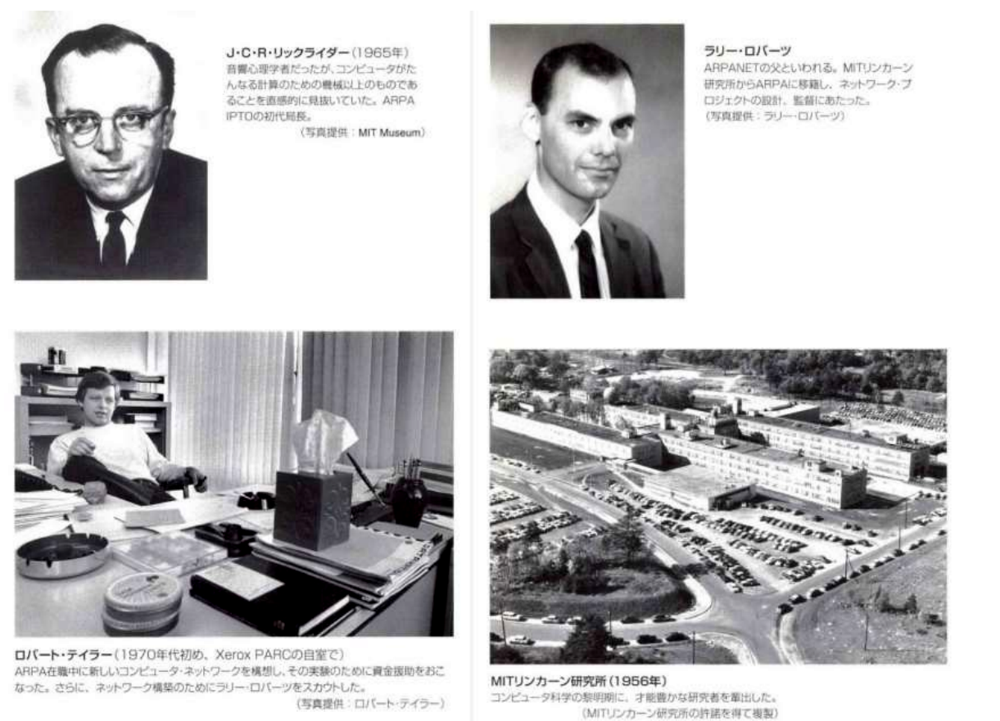 J・C・R・リックライダー(1965年)
音響心理学者だったが、コンピュータがた
んなる計算のための機械以上のものであ
ることを直感的に見抜いていた。ARPA
IPTOの初代局長。
(写真提供:MIT Museum)
ロバート・テイラー(1970年代初め、Xerox PARCの自室で)
ARPA在職中に新しいコンピュータ・ネットワークを構想し、その実験のために資金援助をおこ
なった。さらに、ネットワーク構築のためにラリー・ロバーツをスカウトした。
(写真提供:ロバート・テイラー)
ラリー・ロバーツ
ARPANETの父といわれる。MITリンカーン
研究所からARPAに移籍し、ネットワーク・プ
ロジェクトの設計、監督にあたった。
(写真提供:ラリー・ロバーツ)
MITリンカーン研究所(1956年)
コンピュータ科学の黎明期に、才能豊かな研究者を輩出した。
(MITリンカーン研究所の許諾を得て複製)